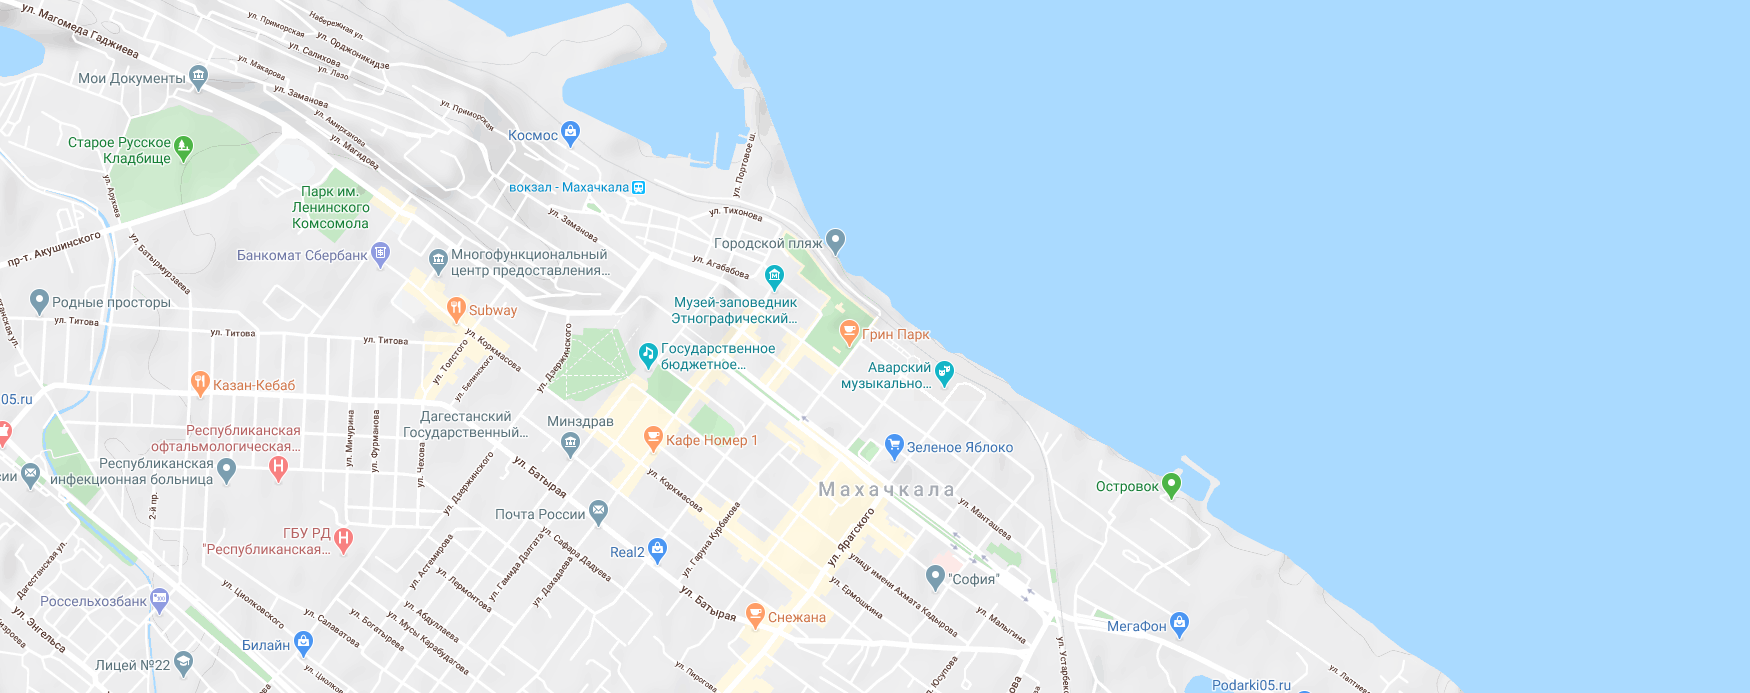 ул. Магомеда Гаджиева
ул. Приморская
Набережная ул.
ул. Орджоникидзе
ул. Салихова
ул. Лазо
ул. Макарова
Мои Документы
ул. Заманова
ул. Приморская
ул. Амирханова
ул. Магидова
Космос
ул. Портовое ш.
Старое Русское
Кладбище
ул. Арухова
Парк им.
Ленинского
Комсомола
вокзал - Махачкала
ул. Тихонова
ул. Заманова
пр-т. Акушинского
ул. Батырмурзаева
Городской пляж
Банкомат Сбербанк
Многофункциональный
центр предоставления...
ул. Агабабова
Родные просторы
Музей-заповедник
Этнографический...
Subway
ул. Титова
ул. Титова
ул. Титова
ул. Коркмасова
ул. Дзержинского
Грин Парк
Государственное
бюджетное...
ул. Толстого
ул. Белинского
Аварский
музыкально...
Казан-Кебаб
05.ru
Дагестанский
Государственный...
Минздрав
Республиканская
офтальмологическая...
ул. Мичурина
ул. Фурманова
ул. Чехова
Кафе Номер 1
Зеленое Яблоко
Республиканская
инфекционная больница
ул. Батырая
ул. Дзержинского
ул. Коркмасова
Махачкала
Островок
2-й пр.
Почта России
ул. Гаруна Курбанова
ул. Ярагского
ул. Манташева
ГБУ РД
"Республиканская...
Real2
Дагестанская ул.
ул. Астемирова
ул. Гамида Далгата
ул. Сафара Дадуева
ул. Дахадаева
ул. Лермонтова
улицу имени Ахмата Кадырова
ул. Ермошкина
"София"
Россельхозбанк
ул. Циолковского
ул. Салаватова
ул. Богатырева
ул. Абдуллаева
ул. Мусы Карабудагова
ул. Батырая
Снежана
ул. Малыгина
МегаФон
ул. Энгельса
Билайн
Лицей №22
ул. Пирогова
ул. Юсупова
ул. Лаптиева
Podarki05.ru